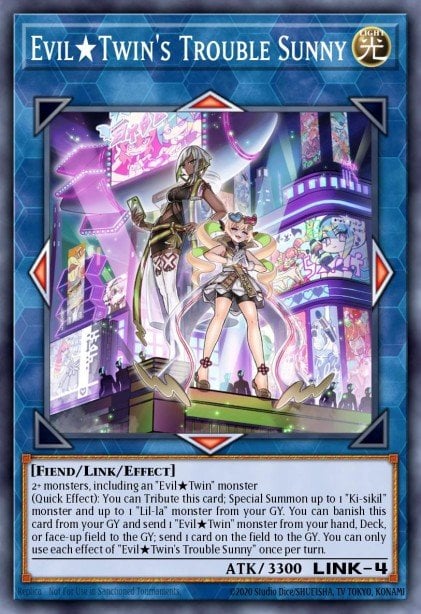 Evil★Twin's Trouble Sunny
LIGHT
光
[Fiend/Link/Effect]
2+ monsters, including an "Evil★Twin" monster
(Quick Effect): You can Tribute this card; Special Summon up to 1 "Ki-sikil"
monster and up to 1 "Lil-la" monster from your GY. You can banish
this card from your GY and send 1 "Evil★Twin" monster from your hand, Deck,
or face-up field to the GY; send 1 card on the field to the GY. You can only
use each effect of "Evil★Twin's Trouble Sunny" once per turn.
ATK/3300 LINK-4
Replica - Not For Use in Sanctioned Tornaments
©2020 Studio Dice/SHUEISHA, TV TOKYO, KONAMI